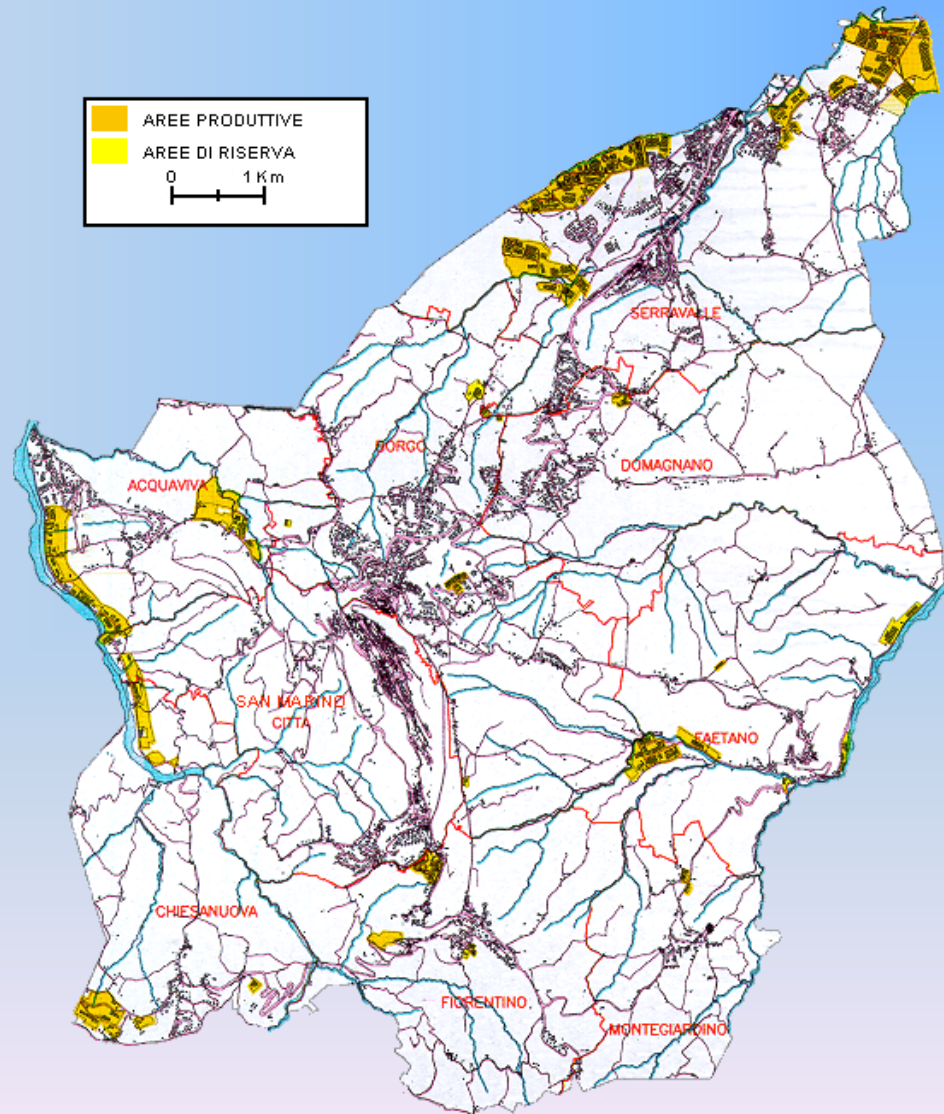 AREE PRODUTTIVE
AREE DI RISERVA
0 1 Km
SERRAVALLE
BORGO
DOMAGNANO
ACQUAVIVA
SAN MARINO
CITTA
FAETANO
CHIESANUOVA
FIORENTINO
MONTEGIARDINO